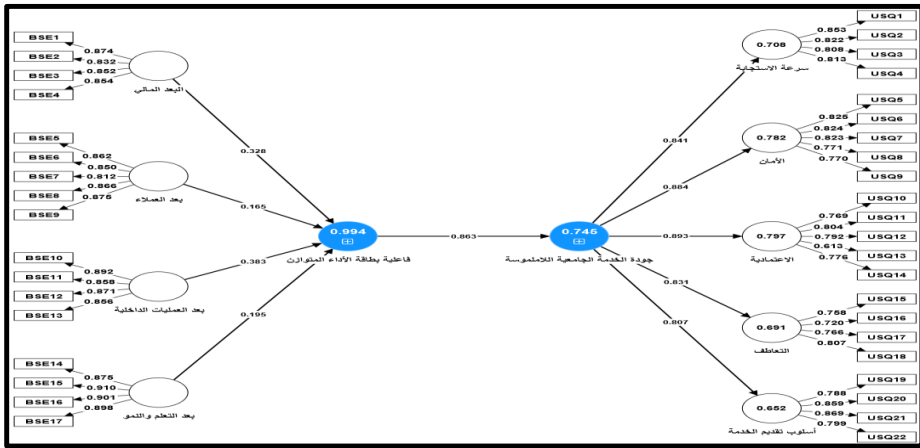 BSE1
BSE2
BSE3
BSE4
0.874
0.832
0.852
0.854
البعد المالي
BSE5
BSE6
BSE7
BSE8
BSE9
0.862
0.850
0.812
0.866
0.875
بعد العملاء
BSE10
BSE11
BSE12
BSE13
0.892
0.858
0.871
0.856
بعد العمليات الداخلية
BSE14
BSE15
BSE16
BSE17
0.875
0.910
0.901
0.898
بعد التعلم والنمو
0.328
0.165
0.383
0.195
0.994
فاعلية بطاقة الأداء المتوازن
0.863
0.745
جودة الخدمة الجامعية اللاملموسة
0.841
0.884
0.893
0.831
0.807
0.708
سرعة الاستجابة
0.853
0.822
0.808
0.813
USQ1
USQ2
USQ3
USQ4
0.782
الأمان
0.825
0.824
0.823
0.771
0.770
USQ5
USQ6
USQ7
USQ8
USQ9
0.797
الاعتمادية
0.769
0.804
0.792
0.613
0.776
USQ10
USQ11
USQ12
USQ13
USQ14
0.691
التعاطف
0.758
0.720
0.766
0.807
USQ15
USQ16
USQ17
USQ18
0.652
أسلوب تقديم الخدمة
0.788
0.859
0.869
0.799
USQ19
USQ20
USQ21
USQ22